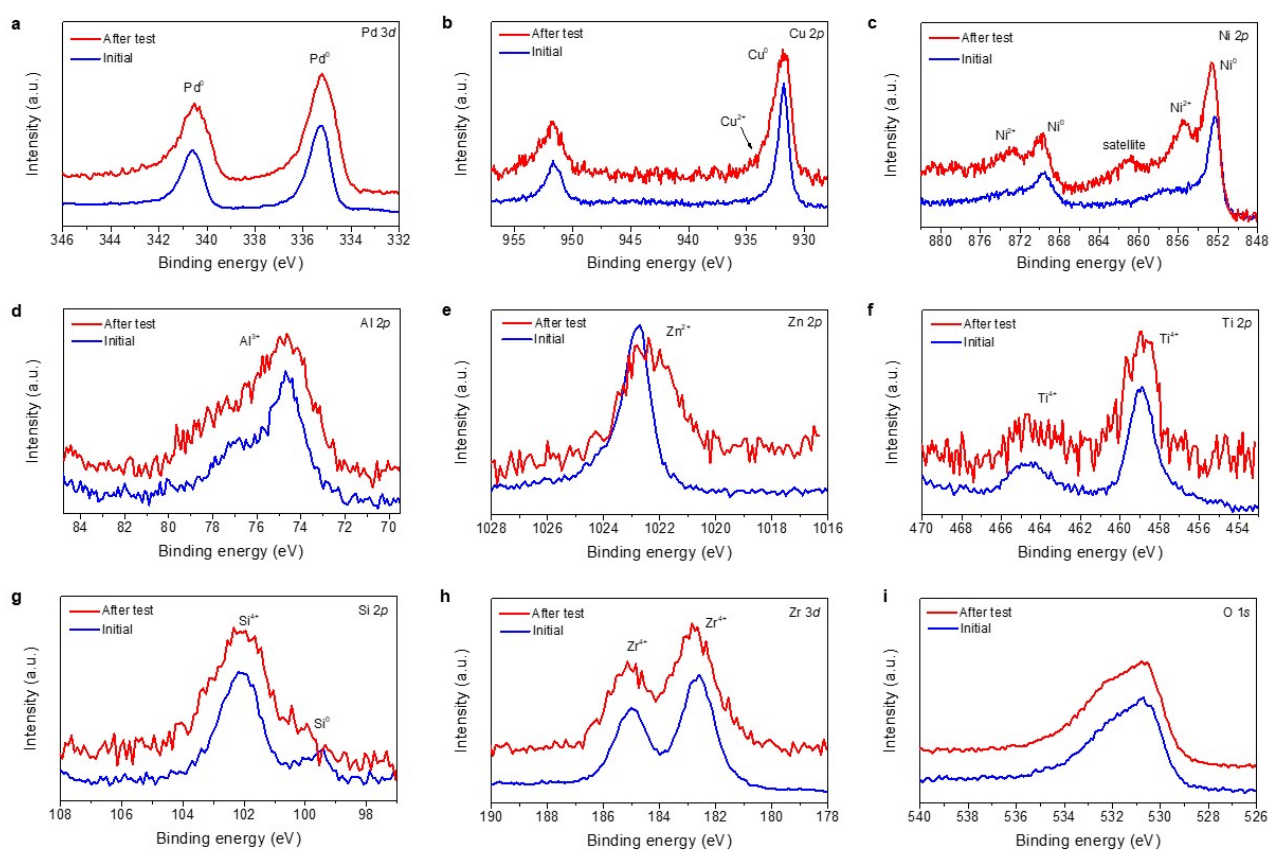 a
After test
Initial
Pd 3d
Pd⁰
Pd⁰
Intensity (a.u.)
346 344 342 340 338 336 334 332
Binding energy (eV)
b
After test
Initial
Cu 2p
Cu⁰
Cu²⁺
Intensity (a.u.)
955 950 945 940 935 930
Binding energy (eV)
c
After test
Initial
Ni 2p
Ni⁰
Ni²⁺
Ni²⁺
Ni⁰
satellite
Intensity (a.u.)
880 876 872 868 864 860 856 852 848
Binding energy (eV)
d
After test
Initial
Al 2p
Al³⁺
Intensity (a.u.)
84 80 78 76 74 72 70
Binding energy (eV)
e
After test
Initial
Zn 2p
Zn²⁺
Intensity (a.u.)
1028 1026 1023 1022 1020 1018 1016
Binding energy (eV)
f
After test
Initial
Ti 2p
Ti⁴⁺
Ti⁴⁺
Intensity (a.u.)
470 468 466 464 462 460 458 456 454
Binding energy (eV)
g
After test
Initial
Si 2p
Si⁴⁺
Si⁰
Intensity (a.u.)
108 106 104 102 100 98
Binding energy (eV)
h
After test
Initial
Zr 3d
Zr⁴⁺
Zr⁴⁺
Intensity (a.u.)
190 188 186 184 182 180 178
Binding energy (eV)
i
After test
Initial
O 1s
Intensity (a.u.)
540 538 536 534 532 530 528 526
Binding energy (eV)